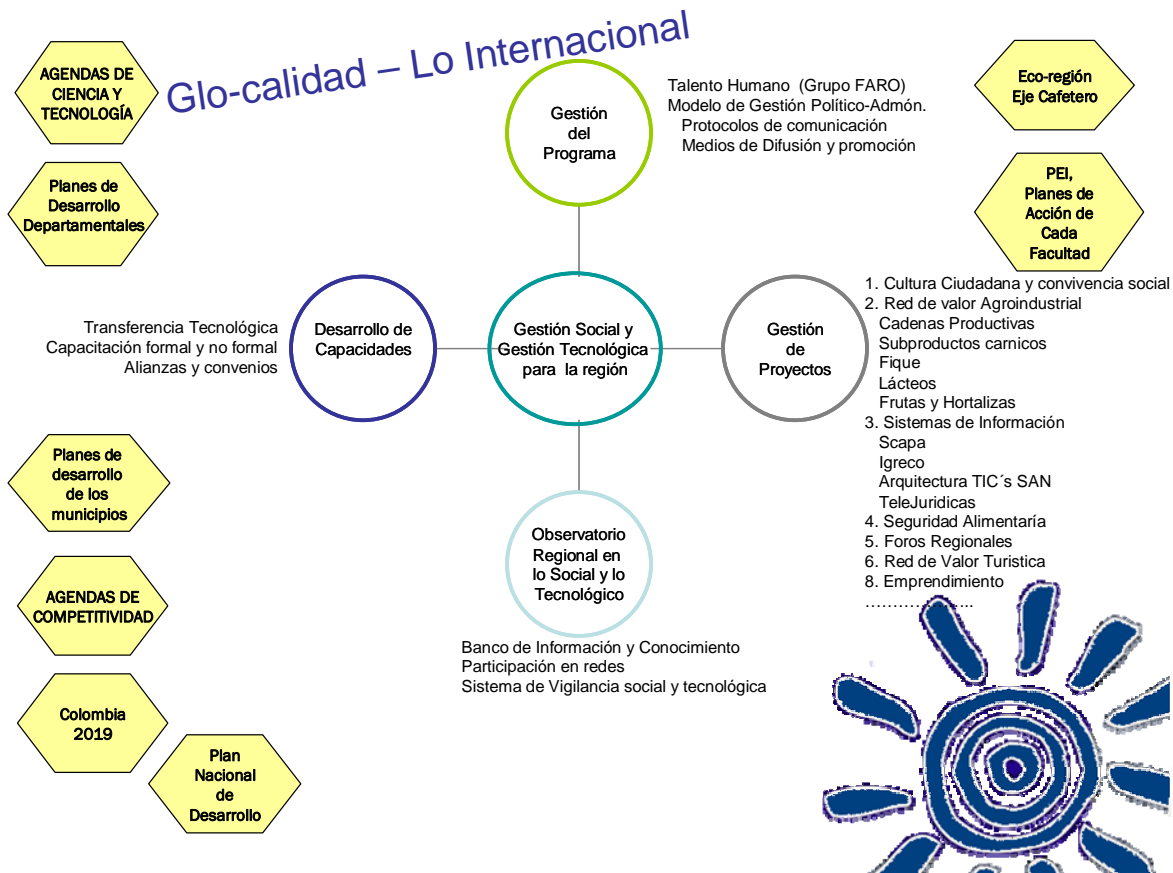 Glo-calidad – Lo Internacional
AGENDAS DE
CIENCIA Y
TECNOLOGÍA
Planes de
Desarrollo
Departamentales
Gestión
del
Programa
Talento Humano (Grupo FARO)
Modelo de Gestión Político-Admón.
Protocolos de comunicación
Medios de Difusión y promoción
Eco-región
Eje Cafetero
PEI,
Planes de
Acción de
Cada
Facultad
Transferencia Tecnológica
Capacitación formal y no formal
Alianzas y convenios
Desarrollo de
Capacidades
Gestión Social y
Gestión Tecnológica
para la región
Gestión
de
Proyectos
1. Cultura Ciudadana y convivencia social
2. Red de valor Agroindustrial
Cadenas Productivas
Subproductos carnicos
Fique
Lácteos
Frutas y Hortalizas
3. Sistemas de Información
Scapa
Igreco
Arquitectura TIC´s SAN
TeleJuridicas
4. Seguridad Alimentaría
5. Foros Regionales
6. Red de Valor Turistica
8. Emprendimiento
………………..
Planes de
desarrollo
de los
municipios
AGENDAS DE
COMPETITIVIDAD
Colombia
2019
Plan
Nacional
de
Desarrollo
Observatorio
Regional en
lo Social y lo
Tecnológico
Banco de Información y Conocimiento
Participación en redes
Sistema de Vigilancia social y tecnológica